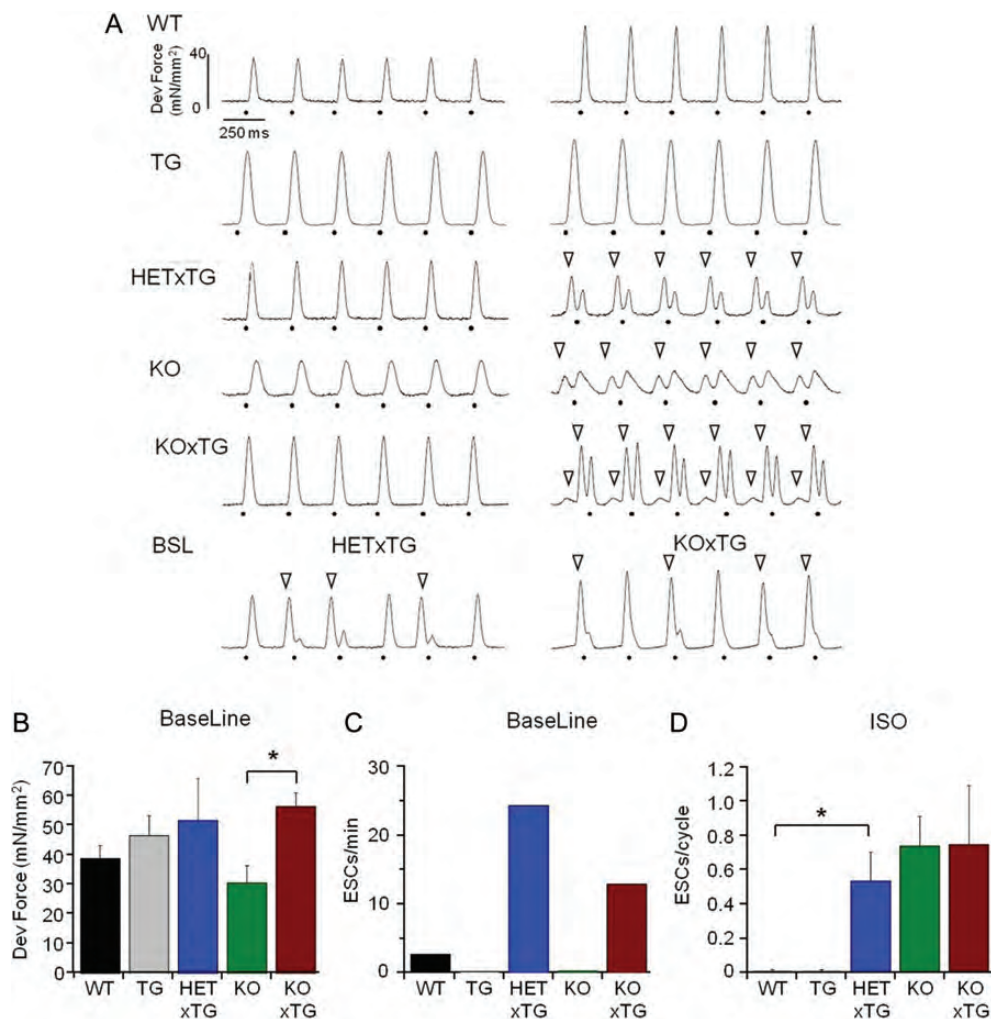 A
WT
Dev Force
(mN/mm²)
40
0
250 ms
TG
HETxTG
KO
KOxTG
BSL
HETxTG
KOxTG
B
BaseLine
Dev Force (mN/mm²)
70
60
50
40
30
20
10
0
*
WT
TG
HET
xTG
KO
KO
xTG
C
BaseLine
ESCs/min
30
20
10
0
WT
TG
HET
xTG
KO
KO
xTG
D
ISO
ESCs/cycle
1.2
1.0
0.8
0.6
0.4
0.2
0
*
WT
TG
HET
xTG
KO
KO
xTG